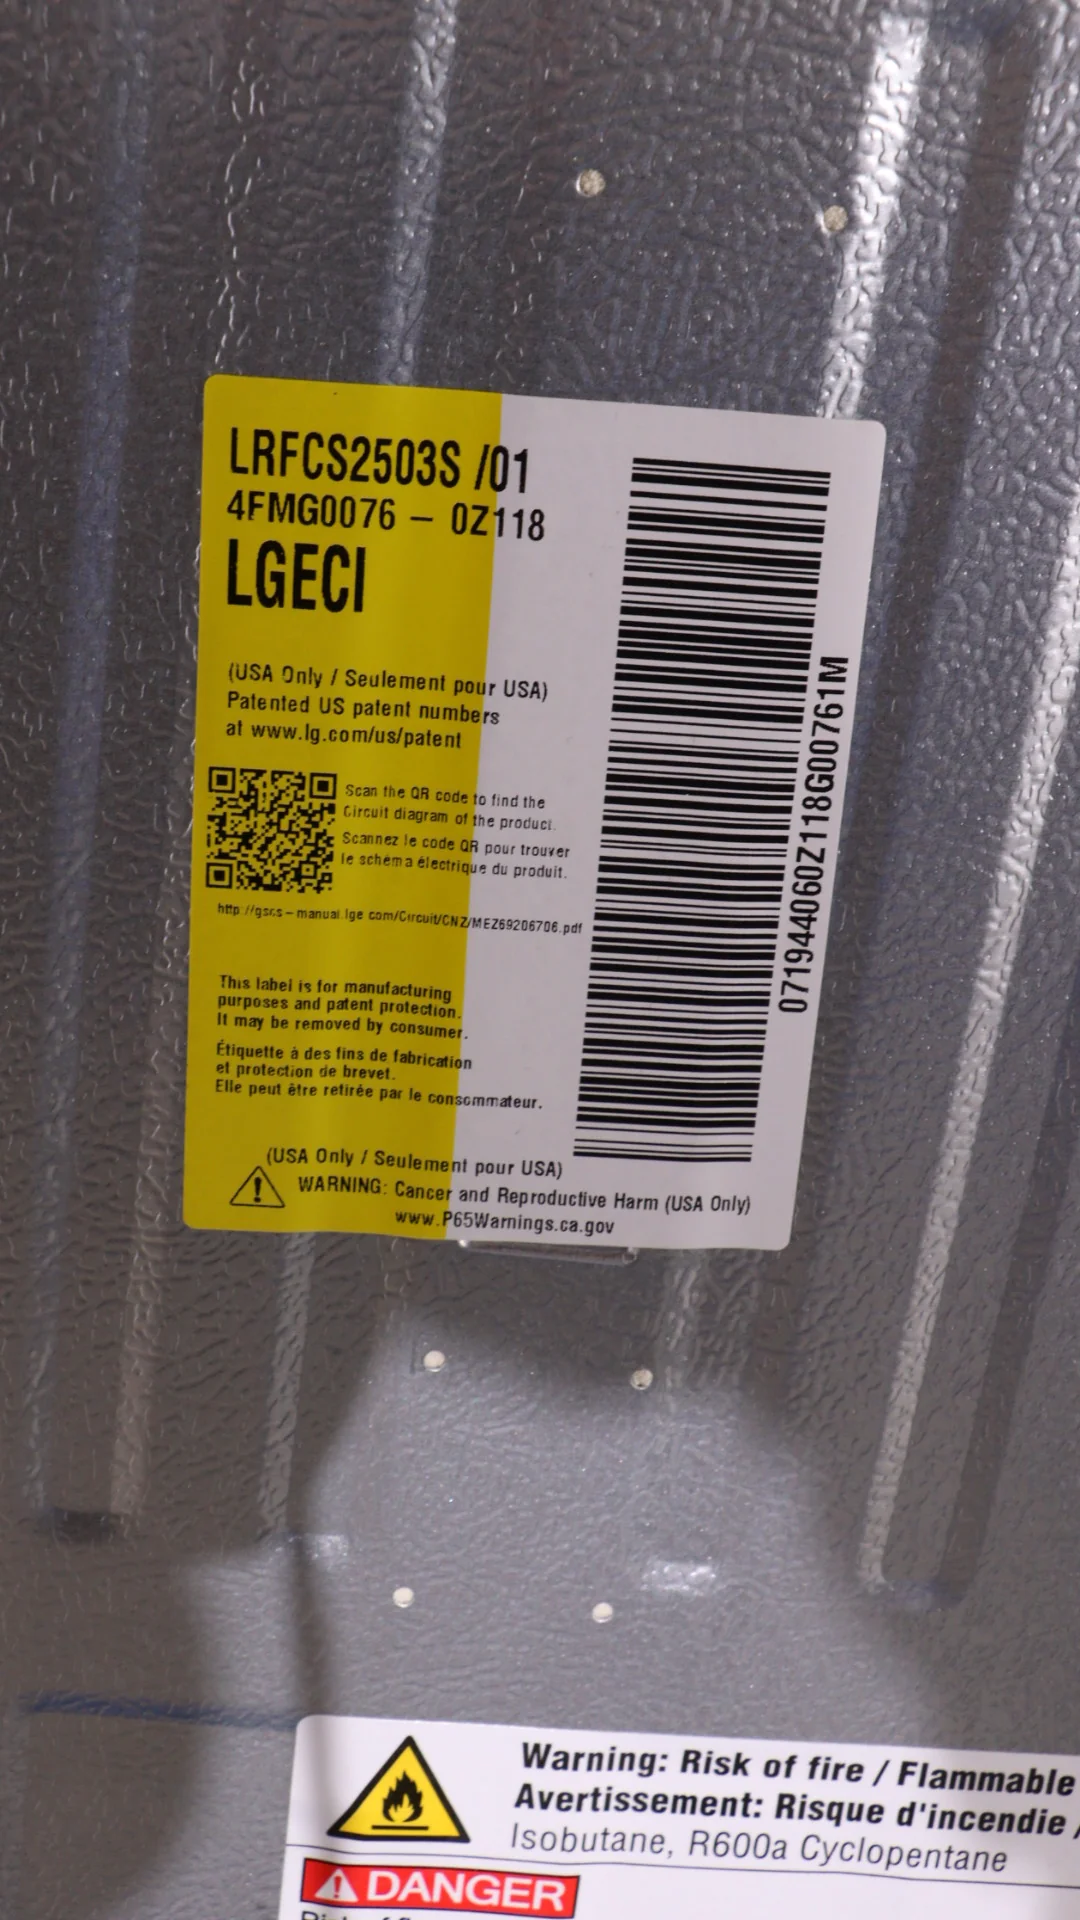 LRFCS2503S /01
4FMG0076 – 0Z118
LGECI
(USA Only / Seulement pour USA)
Patented US patent numbers
at www.lg.com/us/patent
Scan the QR code to find the
Circuit diagram of the product.
Scannez le code QR pour trouver
le schéma électrique du produit.
http://gscs-manual.lge.com/Circuit/CNZ/MEZ69206706.pdf
This label is for manufacturing
purposes and patent protection.
It may be removed by consumer.
Étiquette à des fins de fabrication
et protection de brevet.
Elle peut être retirée par le consommateur.
(USA Only / Seulement pour USA)
WARNING: Cancer and Reproductive Harm (USA Only)
www.P65Warnings.ca.gov
071944060Z118G00761M
Warning: Risk of fire / Flammable
Avertissement: Risque d'incendie /
Isobutane, R600a Cyclopentane
DANGER